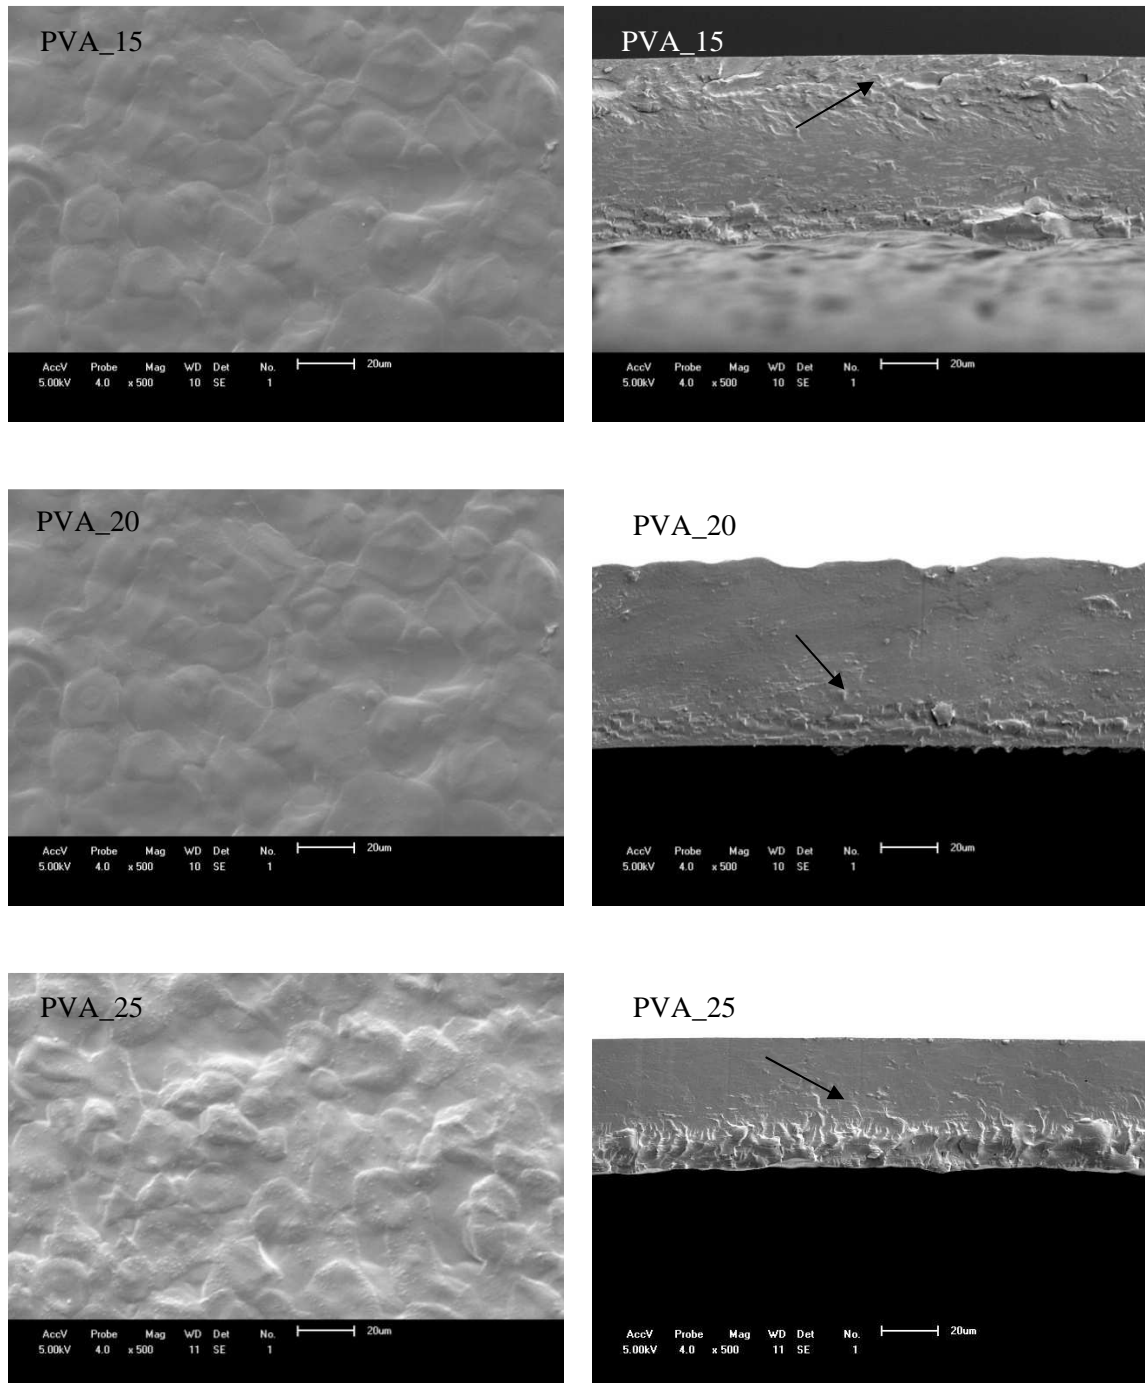 PVA_15
AccV Probe Mag WD Det No. 20um
5.00kV 4.0 x 500 10 SE 1
PVA_15
AccV Probe Mag WD Det No. 20um
5.00kV 4.0 x 500 10 SE 1
PVA_20
AccV Probe Mag WD Det No. 20um
5.00kV 4.0 x 500 10 SE 1
PVA_20
AccV Probe Mag WD Det No. 20um
5.00kV 4.0 x 500 10 SE 1
PVA_25
AccV Probe Mag WD Det No. 20um
5.00kV 4.0 x 500 11 SE 1
PVA_25
AccV Probe Mag WD Det No. 20um
5.00kV 4.0 x 500 11 SE 1